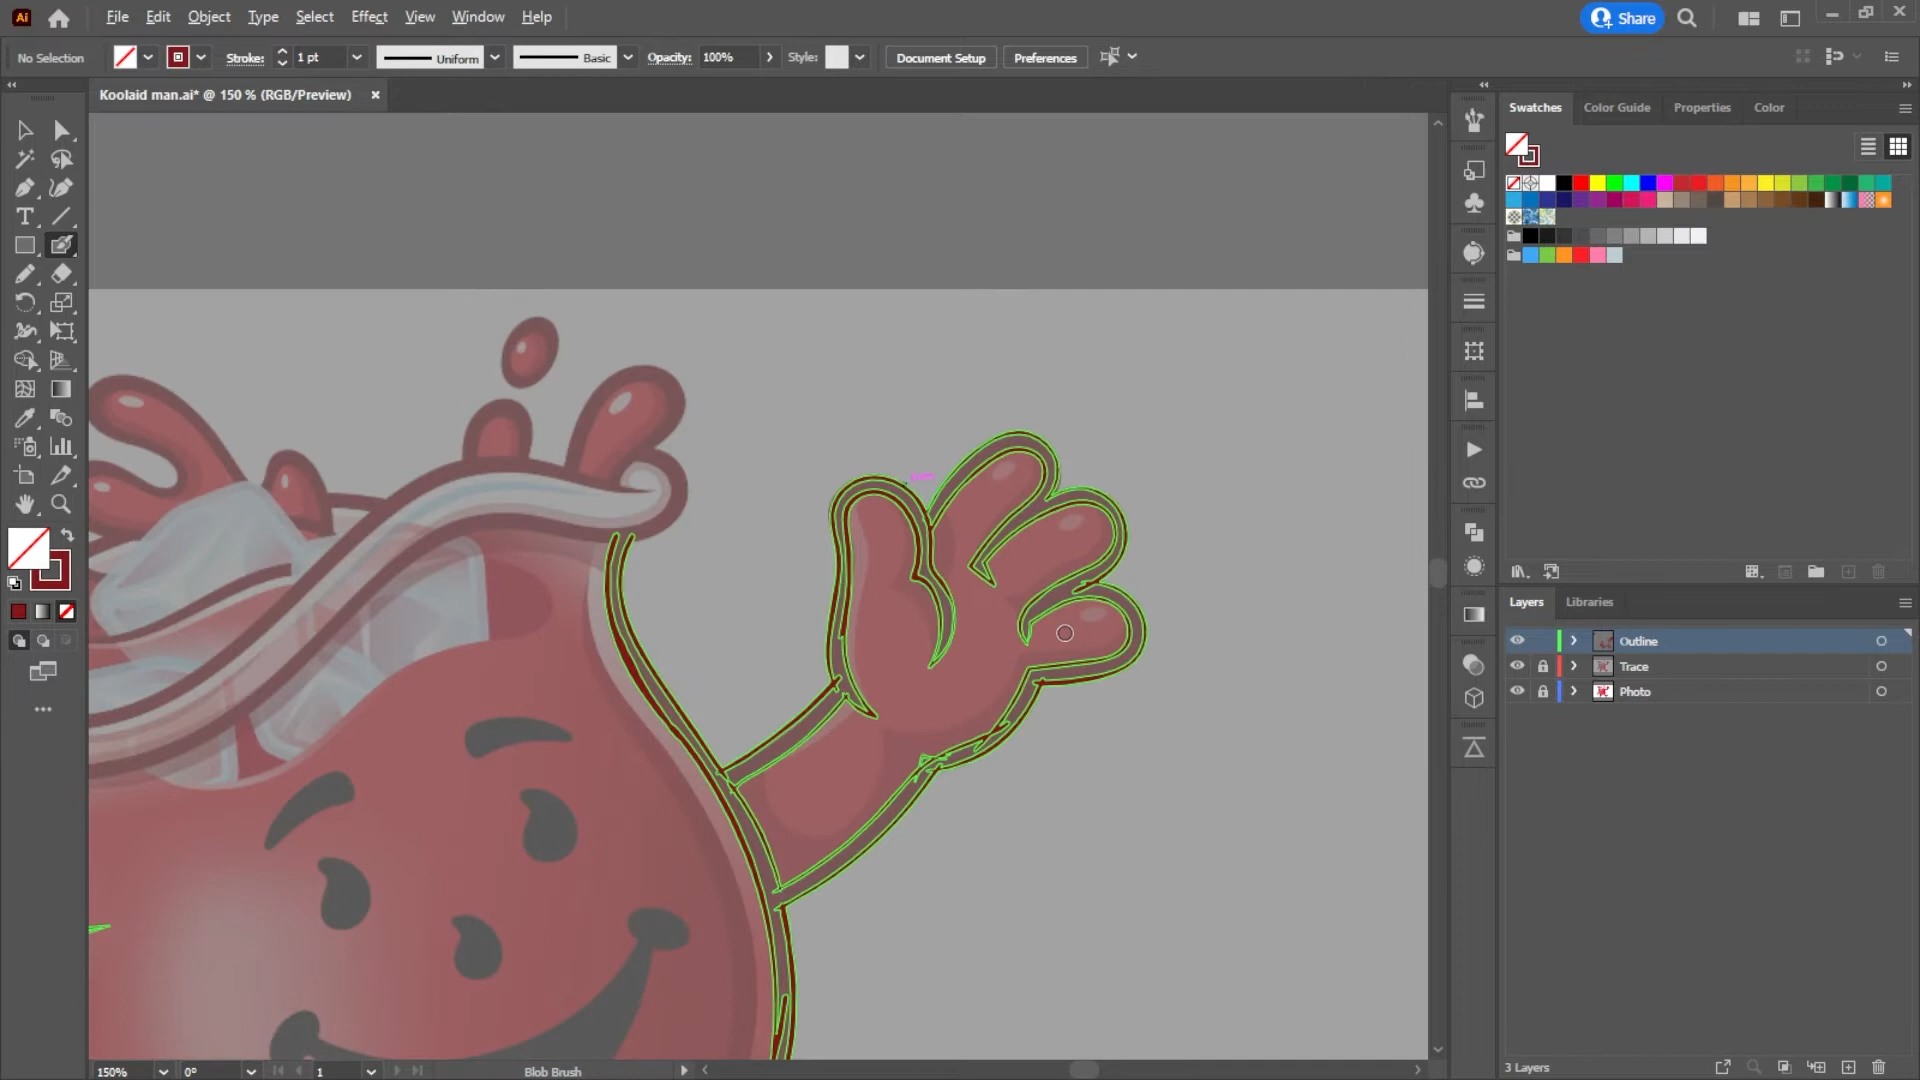 Ai File Edit Object Type Select Effect View Window Help Share
No Selection Stroke: 1 pt Uniform Basic Opacity: 100% Style: Document Setup Preferences
Koolaid man.ai* @ 150 % (RGB/Preview) ×
Swatches Color Guide Properties Color
Layers Libraries
Outline
Trace
Photo
3 Layers
150% 0° 1 Blob Brush